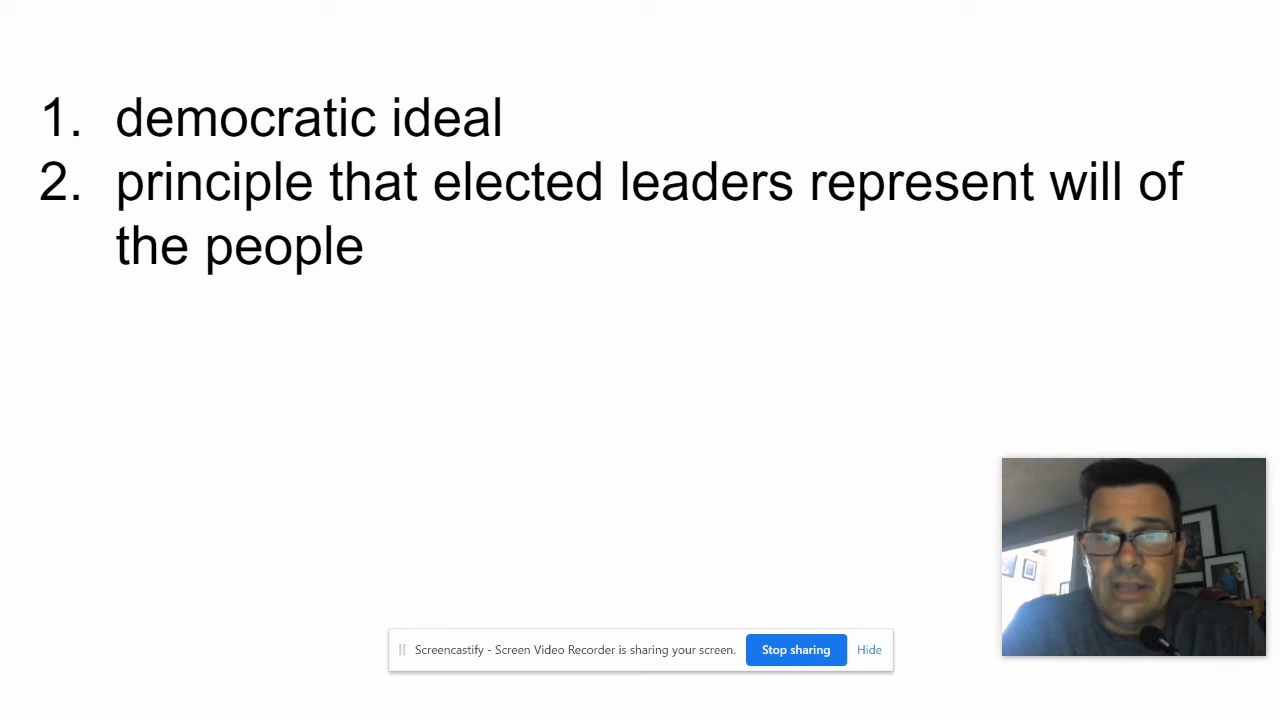 1. democratic ideal
2. principle that elected leaders represent will of
the people
Screencastify - Screen Video Recorder is sharing your screen. Stop sharing Hide